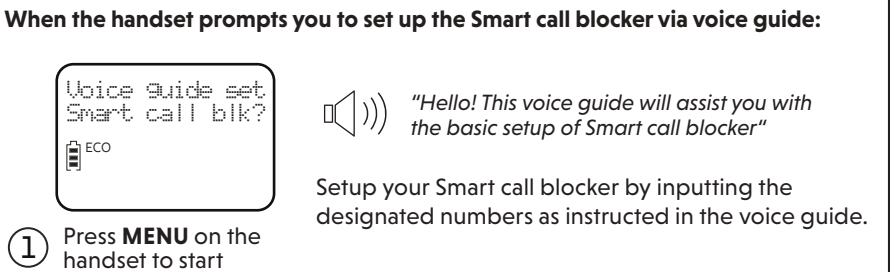 When the handset prompts you to set up the Smart call blocker via voice guide:
Voice guide set
Smart call blk?
ECO
"Hello! This voice guide will assist you with
the basic setup of Smart call blocker"
Setup your Smart call blocker by inputting the
designated numbers as instructed in the voice guide.
1 Press MENU on the
handset to start